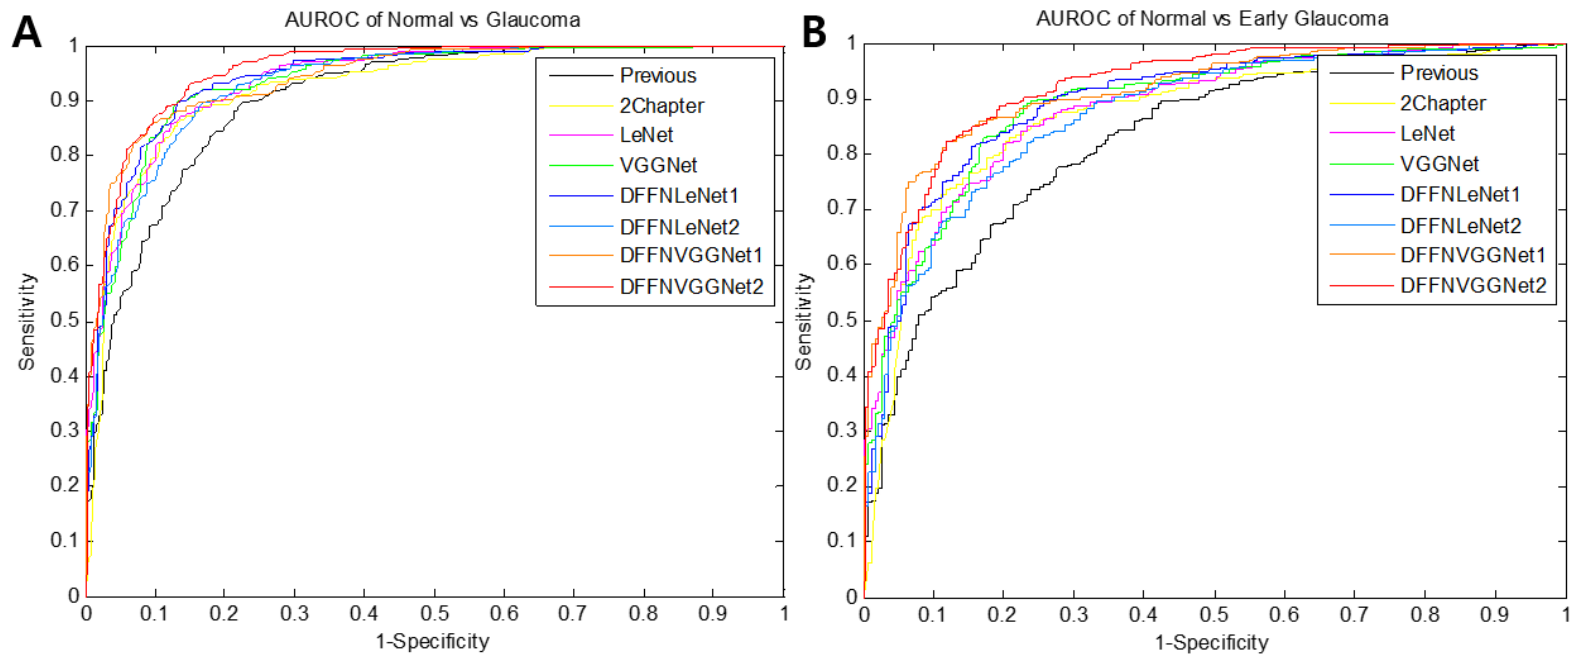 A
AUROC of Normal vs Glaucoma
Sensitivity
1
0.9
0.8
0.7
0.6
0.5
0.4
0.3
0.2
0.1
0
0 0.1 0.2 0.3 0.4 0.5 0.6 0.7 0.8 0.9 1
1-Specificity
Previous
2Chapter
LeNet
VGGNet
DFFNLeNet1
DFFNLeNet2
DFFNVGGNet1
DFFNVGGNet2
B
AUROC of Normal vs Early Glaucoma
Sensitivity
1
0.9
0.8
0.7
0.6
0.5
0.4
0.3
0.2
0.1
0
0 0.1 0.2 0.3 0.4 0.5 0.6 0.7 0.8 0.9 1
1-Specificity
Previous
2Chapter
LeNet
VGGNet
DFFNLeNet1
DFFNLeNet2
DFFNVGGNet1
DFFNVGGNet2